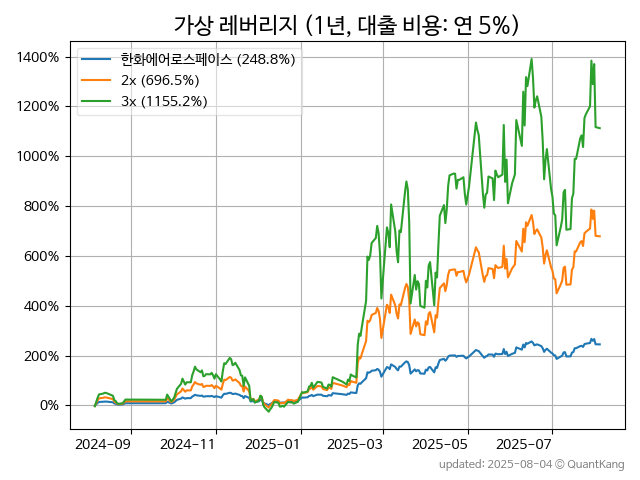 가상 레버리지 (1년, 대출 비용: 연 5%)
1400%
1200%
1000%
800%
600%
400%
200%
0%
한화에어로스페이스 (248.8%)
2x (696.5%)
3x (1155.2%)
2024-09 2024-11 2025-01 2025-03 2025-05 2025-07
updated: 2025-08-04 © QuantKang